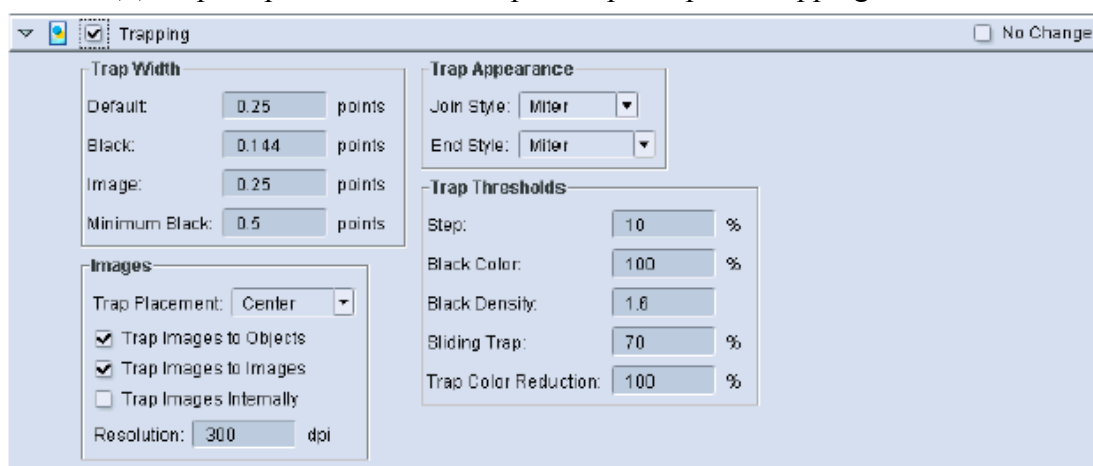 Trapping
No Change
Trap Width
Default: 0.25 points
Black: 0.144 points
Image: 0.25 points
Minimum Black: 0.5 points
Images
Trap Placement: Center
Trap Images to Objects
Trap Images to Images
Trap Images Internally
Resolution: 300 dpi
Trap Appearance
Join Style: Miter
End Style: Miter
Trap Thresholds
Step: 10 %
Black Color: 100 %
Black Density: 1.6
Sliding Trap: 70 %
Trap Color Reduction: 100 %